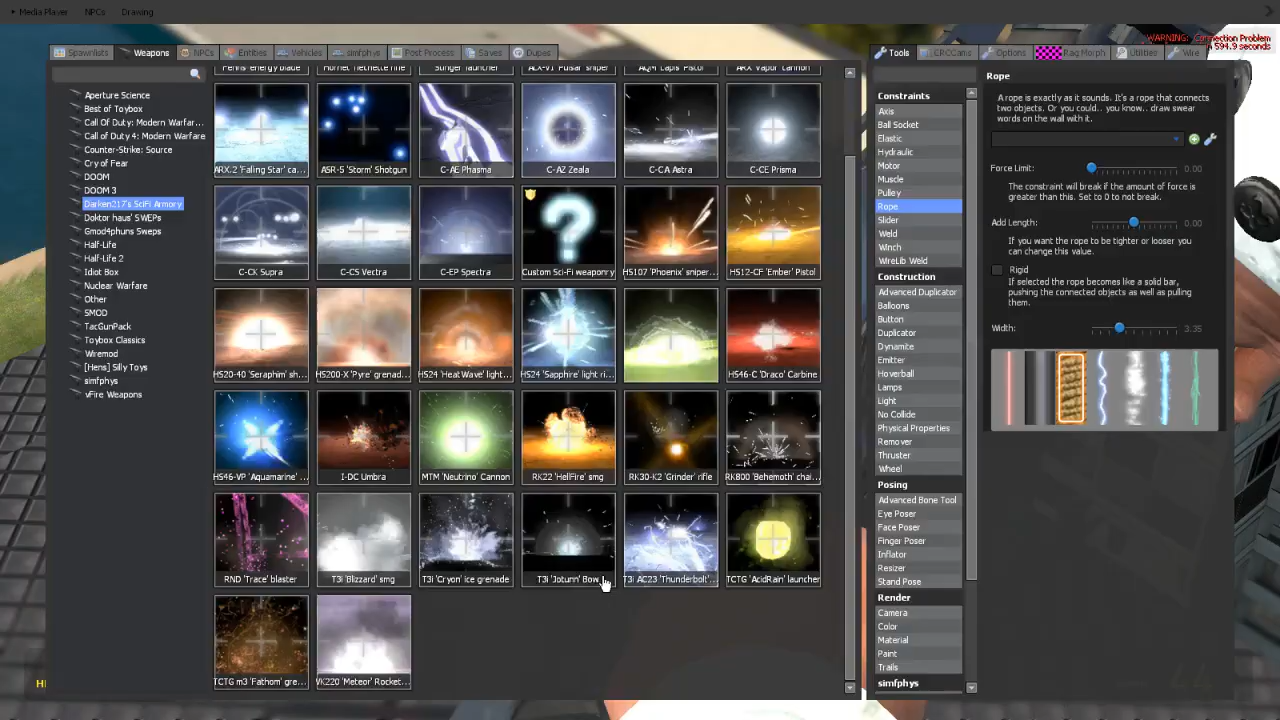 Media Player NPCs Drawing
WARNING: Connection Problem
594.9 seconds
Spawnlists Weapons NPCs Entities Vehicles simfphys Post Process Saves Dupes
Tools CRCCams Options Rag Morph Utilities Wire
Aperture Science
Best of Toybox
Call Of Duty: Modern Warfar...
Call of Duty 4: Modern Warfare
Counter-Strike: Source
Cry of Fear
DOOM
DOOM 3
Darken217's SciFi Armory
Doktor haus' SWEPs
Gmod4phuns Sweps
Half-Life
Half-Life 2
Idiot Box
Nuclear Warfare
Other
SMOD
TacGunPack
Toybox Classics
Wiremod
[Hens] Silly Toys
simfphys
vFire Weapons
ARX.2 'Falling Star' ca... ASR-5 'Storm' Shotgun C-AE Phasma C-AZ Zeala C-CA Astra C-CE Prisma
C-CK Supra C-CS Vectra C-EP Spectra Custom Sci-Fi weaponry HS107 'Phoenix' sniper... HS12-CF 'Ember' Pistol
HS20-40 'Seraphim' sh... HS200-X 'Pyre' grenad... HS24 'HeatWave' light... HS24 'Sapphire' light ri... HS46-C 'Draco' Carbine
HS46-VP 'Aquamarine' ... I-DC Umbra MTM 'Neutrino' Cannon RK22 'HellFire' smg RK30-K2 'Grinder' rifle RK800 'Behemoth' chai...
RND 'Trace' blaster T3i 'Blizzard' smg T3i 'Cryon' ice grenade T3i 'Joturn' Bow T3i AC23 'Thunderbolt'... TCTG 'AcidRain' launcher
TCTG m3 'Fathom' gre... VK220 'Meteor' Rocket...
Constraints
Axis
Ball Socket
Elastic
Hydraulic
Motor
Muscle
Pulley
Rope
Slider
Weld
Winch
WireLib Weld
Construction
Advanced Duplicator
Balloons
Button
Duplicator
Dynamite
Emitter
Hoverball
Lamps
Light
No Collide
Physical Properties
Remover
Thruster
Wheel
Posing
Advanced Bone Tool
Eye Poser
Face Poser
Finger Poser
Inflator
Resizer
Stand Pose
Render
Camera
Color
Material
Paint
Trails
simfphys
Rope
A rope is exactly as it sounds. It's a rope that connects
two objects. Or you could.. you know.. draw swear
words on the wall with it.
Force Limit: 0.00
The constraint will break if the amount of force is
greater than this. Set to 0 to not break.
Add Length: 0.00
If you want the rope to be tighter or looser you
can change this value.
Rigid
If selected the rope becomes like a solid bar,
pushing the connected objects as well as pulling
them.
Width: 3.35